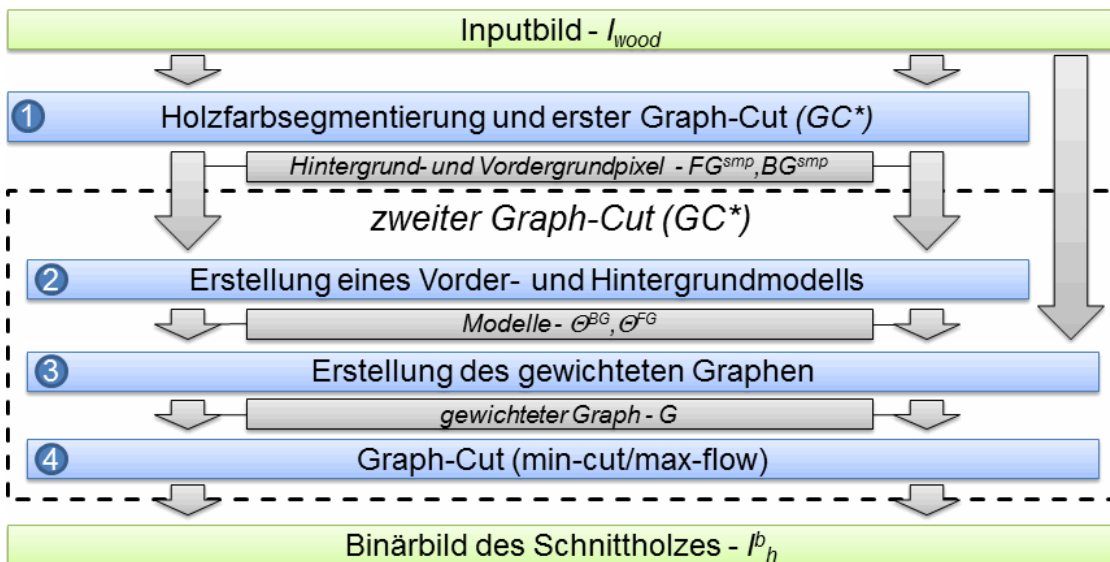 Inputbild - I_wood
1 Holzfarbsegmentierung und erster Graph-Cut (GC*)
Hintergrund- und Vordergrundpixel - FG^smp, BG^smp
zweiter Graph-Cut (GC*)
2 Erstellung eines Vorder- und Hintergrundmodells
Modelle - Θ^BG, Θ^FG
3 Erstellung des gewichteten Graphen
gewichteter Graph - G
4 Graph-Cut (min-cut/max-flow)
Binärbild des Schnittholzes - I^b_h